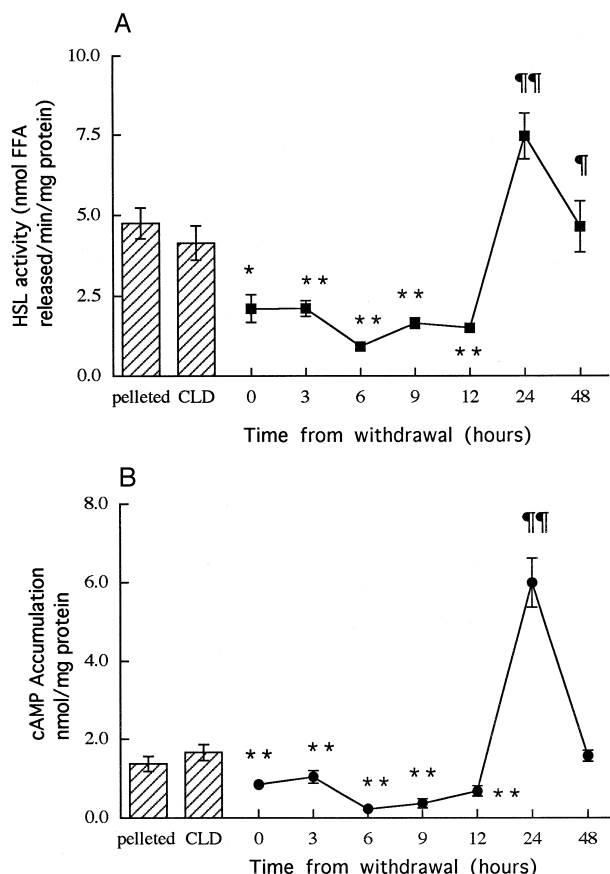 A
HSL activity (nmol FFA
released/min/mg protein)
10.0
7.5
5.0
2.5
0.0
¶¶
¶
* ** ** ** **
pelleted CLD 0 3 6 9 12 24 48
Time from withdrawal (hours)
B
cAMP Accumulation
nmol/mg protein
8.0
6.0
4.0
2.0
0.0
¶¶
** ** ** ** **
pelleted CLD 0 3 6 9 12 24 48
Time from withdrawal (hours)